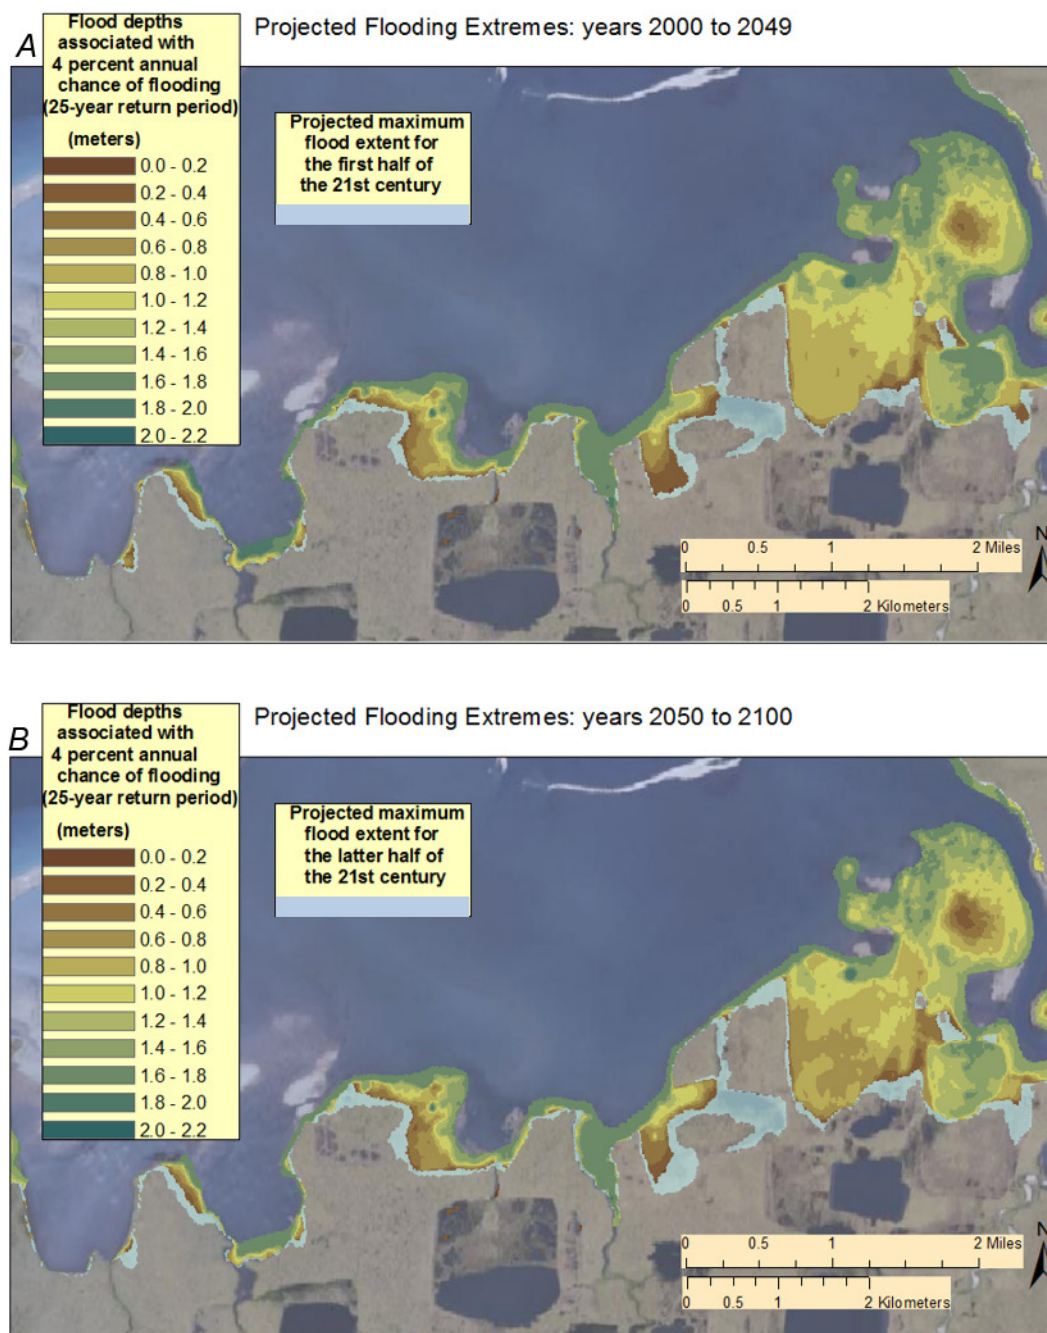 A
Flood depths
associated with
4 percent annual
chance of flooding
(25-year return period)
(meters)
0.0 - 0.2
0.2 - 0.4
0.4 - 0.6
0.6 - 0.8
0.8 - 1.0
1.0 - 1.2
1.2 - 1.4
1.4 - 1.6
1.6 - 1.8
1.8 - 2.0
2.0 - 2.2
Projected Flooding Extremes: years 2000 to 2049
Projected maximum
flood extent for
the first half of
the 21st century
N
0 0.5 1 2 Miles
0 0.5 1 2 Kilometers
B
Flood depths
associated with
4 percent annual
chance of flooding
(25-year return period)
(meters)
0.0 - 0.2
0.2 - 0.4
0.4 - 0.6
0.6 - 0.8
0.8 - 1.0
1.0 - 1.2
1.2 - 1.4
1.4 - 1.6
1.6 - 1.8
1.8 - 2.0
2.0 - 2.2
Projected Flooding Extremes: years 2050 to 2100
Projected maximum
flood extent for
the latter half of
the 21st century
N
0 0.5 1 2 Miles
0 0.5 1 2 Kilometers